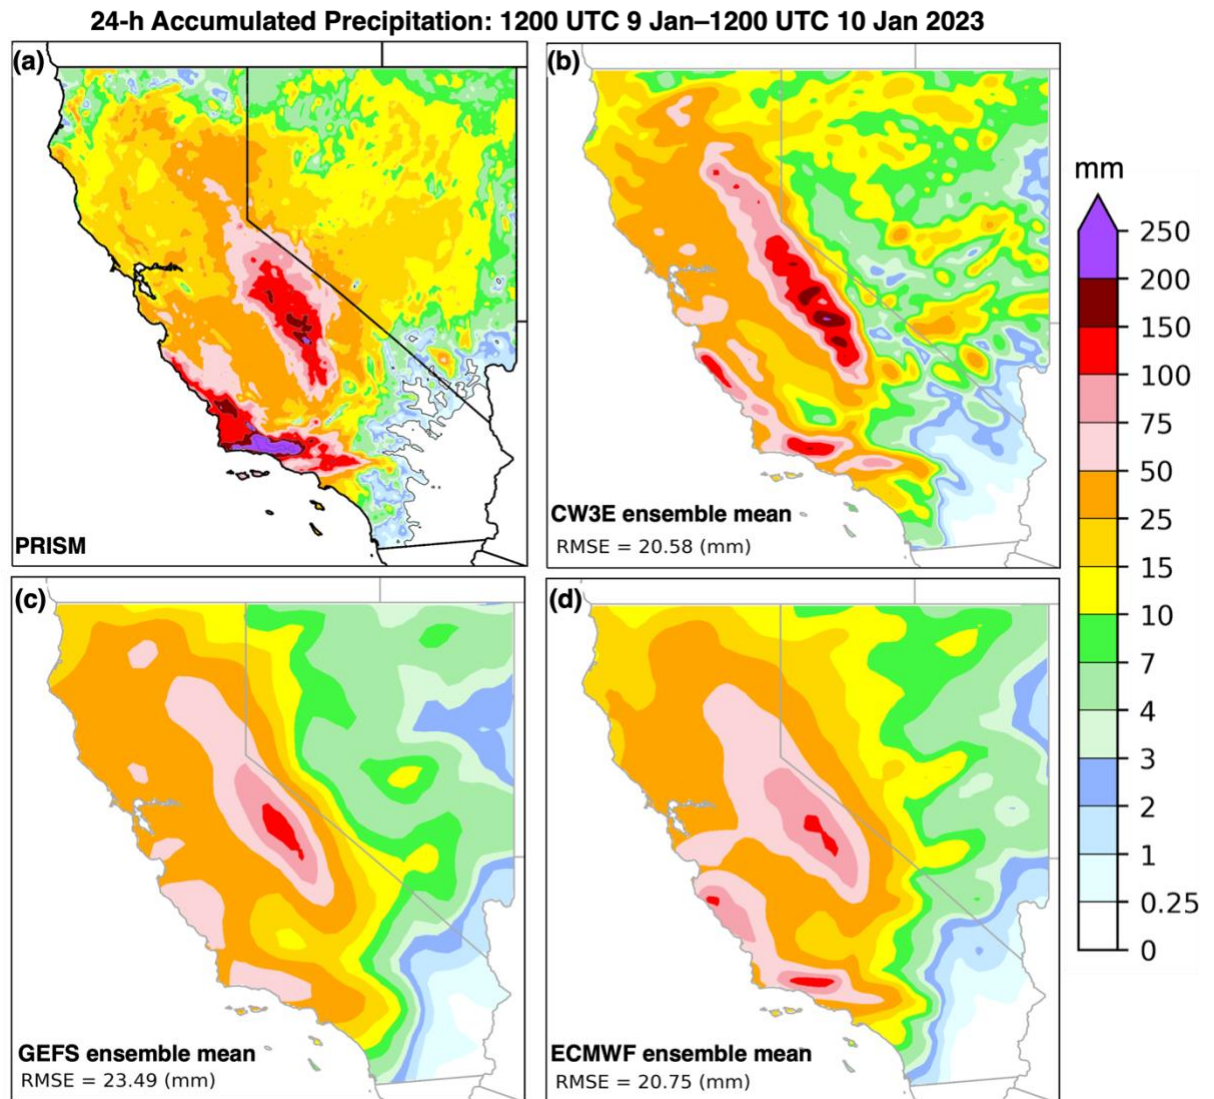 24-h Accumulated Precipitation: 1200 UTC 9 Jan–1200 UTC 10 Jan 2023
(a)
PRISM
(b)
CW3E ensemble mean
RMSE = 20.58 (mm)
(c)
GEFS ensemble mean
RMSE = 23.49 (mm)
(d)
ECMWF ensemble mean
RMSE = 20.75 (mm)
mm
250
200
150
100
75
50
25
15
10
7
4
3
2
1
0.25
0